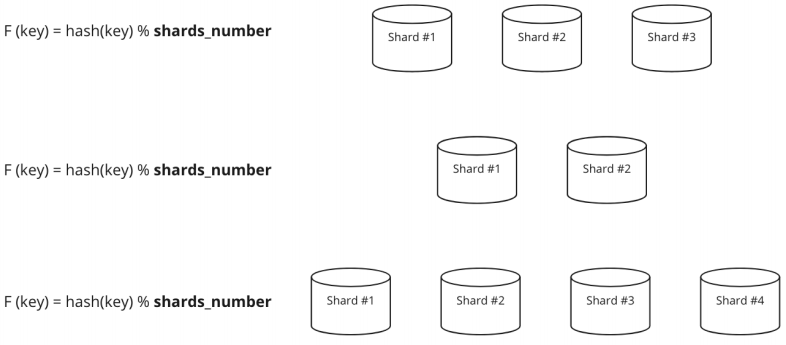 F (key) = hash(key) % shards_number
Shard #1
Shard #2
Shard #3
F (key) = hash(key) % shards_number
Shard #1
Shard #2
F (key) = hash(key) % shards_number
Shard #1
Shard #2
Shard #3
Shard #4